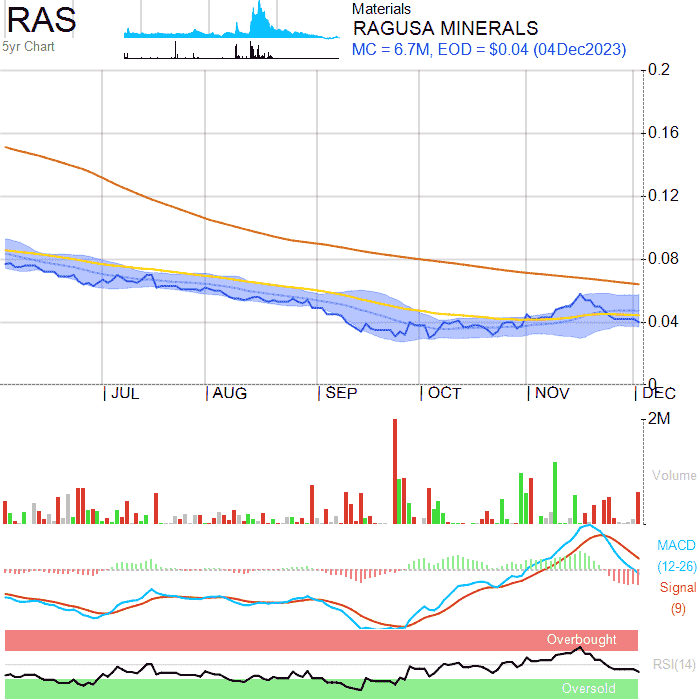 RAS
5yr Chart
Materials
RAGUSA MINERALS
MC = 6.7M, EOD = $0.04 (04Dec2023)
0.2
0.16
0.12
0.08
0.04
0
JUL AUG SEP OCT NOV DEC
2M
Volume
MACD
(12-26)
Signal
(9)
Overbought
RSI(14)
Oversold